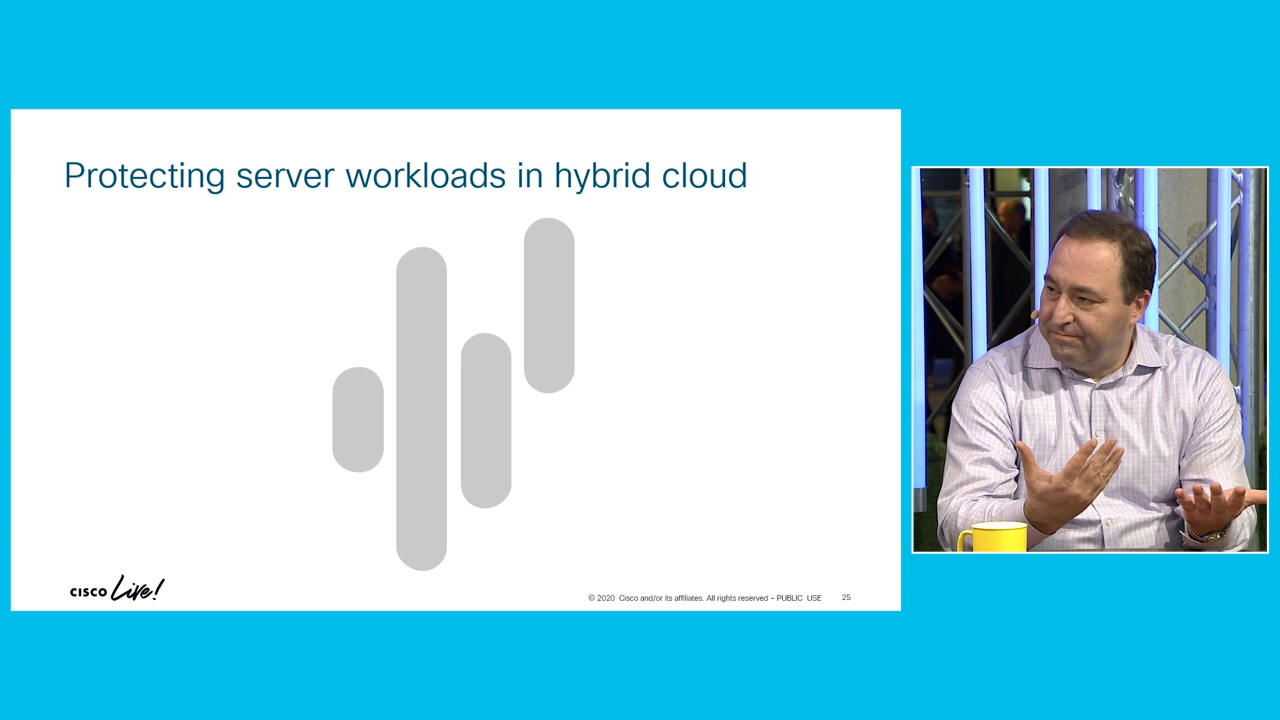 Protecting server workloads in hybrid cloud
CISCO Live!
© 2020 Cisco and/or its affiliates. All rights reserved – PUBLIC USE 25